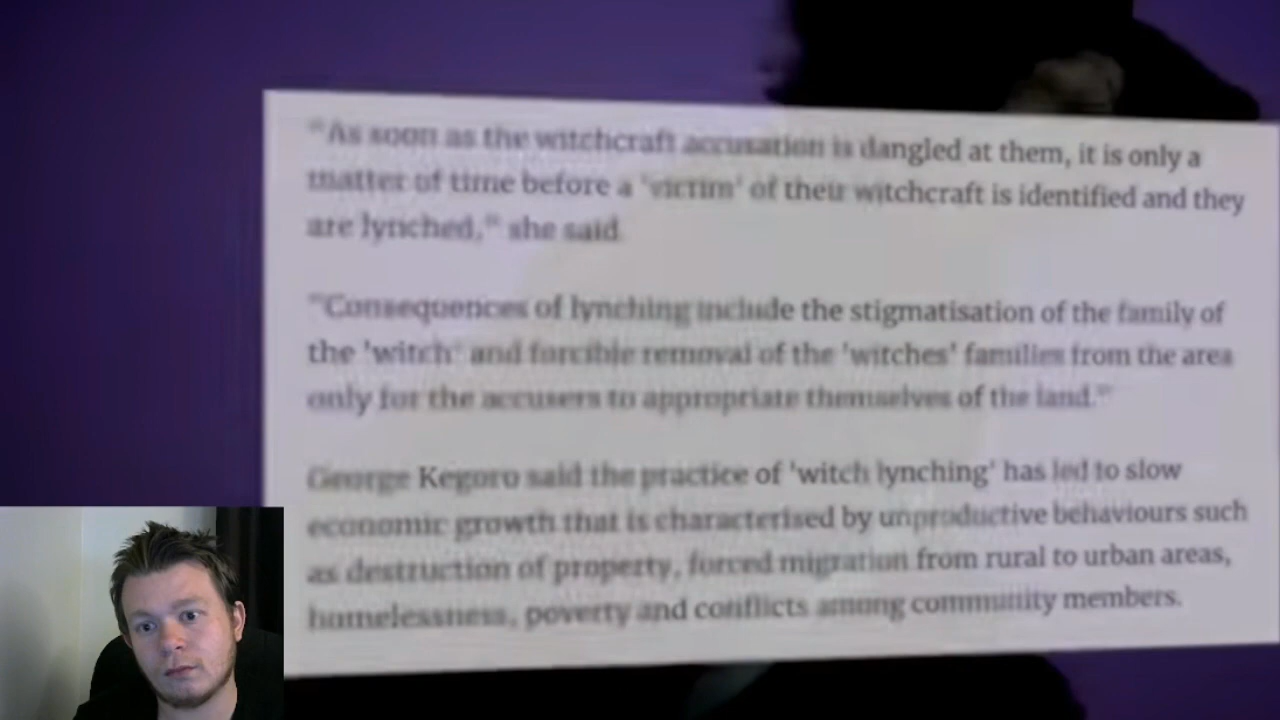 "As soon as the witchcraft accusation is dangled at them, it is only a
matter of time before a 'victim' of their witchcraft is identified and they
are lynched," she said.
"Consequences of lynching include the stigmatisation of the family of
the 'witch' and forcible removal of the 'witches' families from the area
only for the accusers to appropriate themselves of the land."
George Kegoro said the practice of 'witch lynching' has led to slow
economic growth that is characterised by unproductive behaviours such
as destruction of property, forced migration from rural to urban areas,
homelessness, poverty and conflicts among community members.